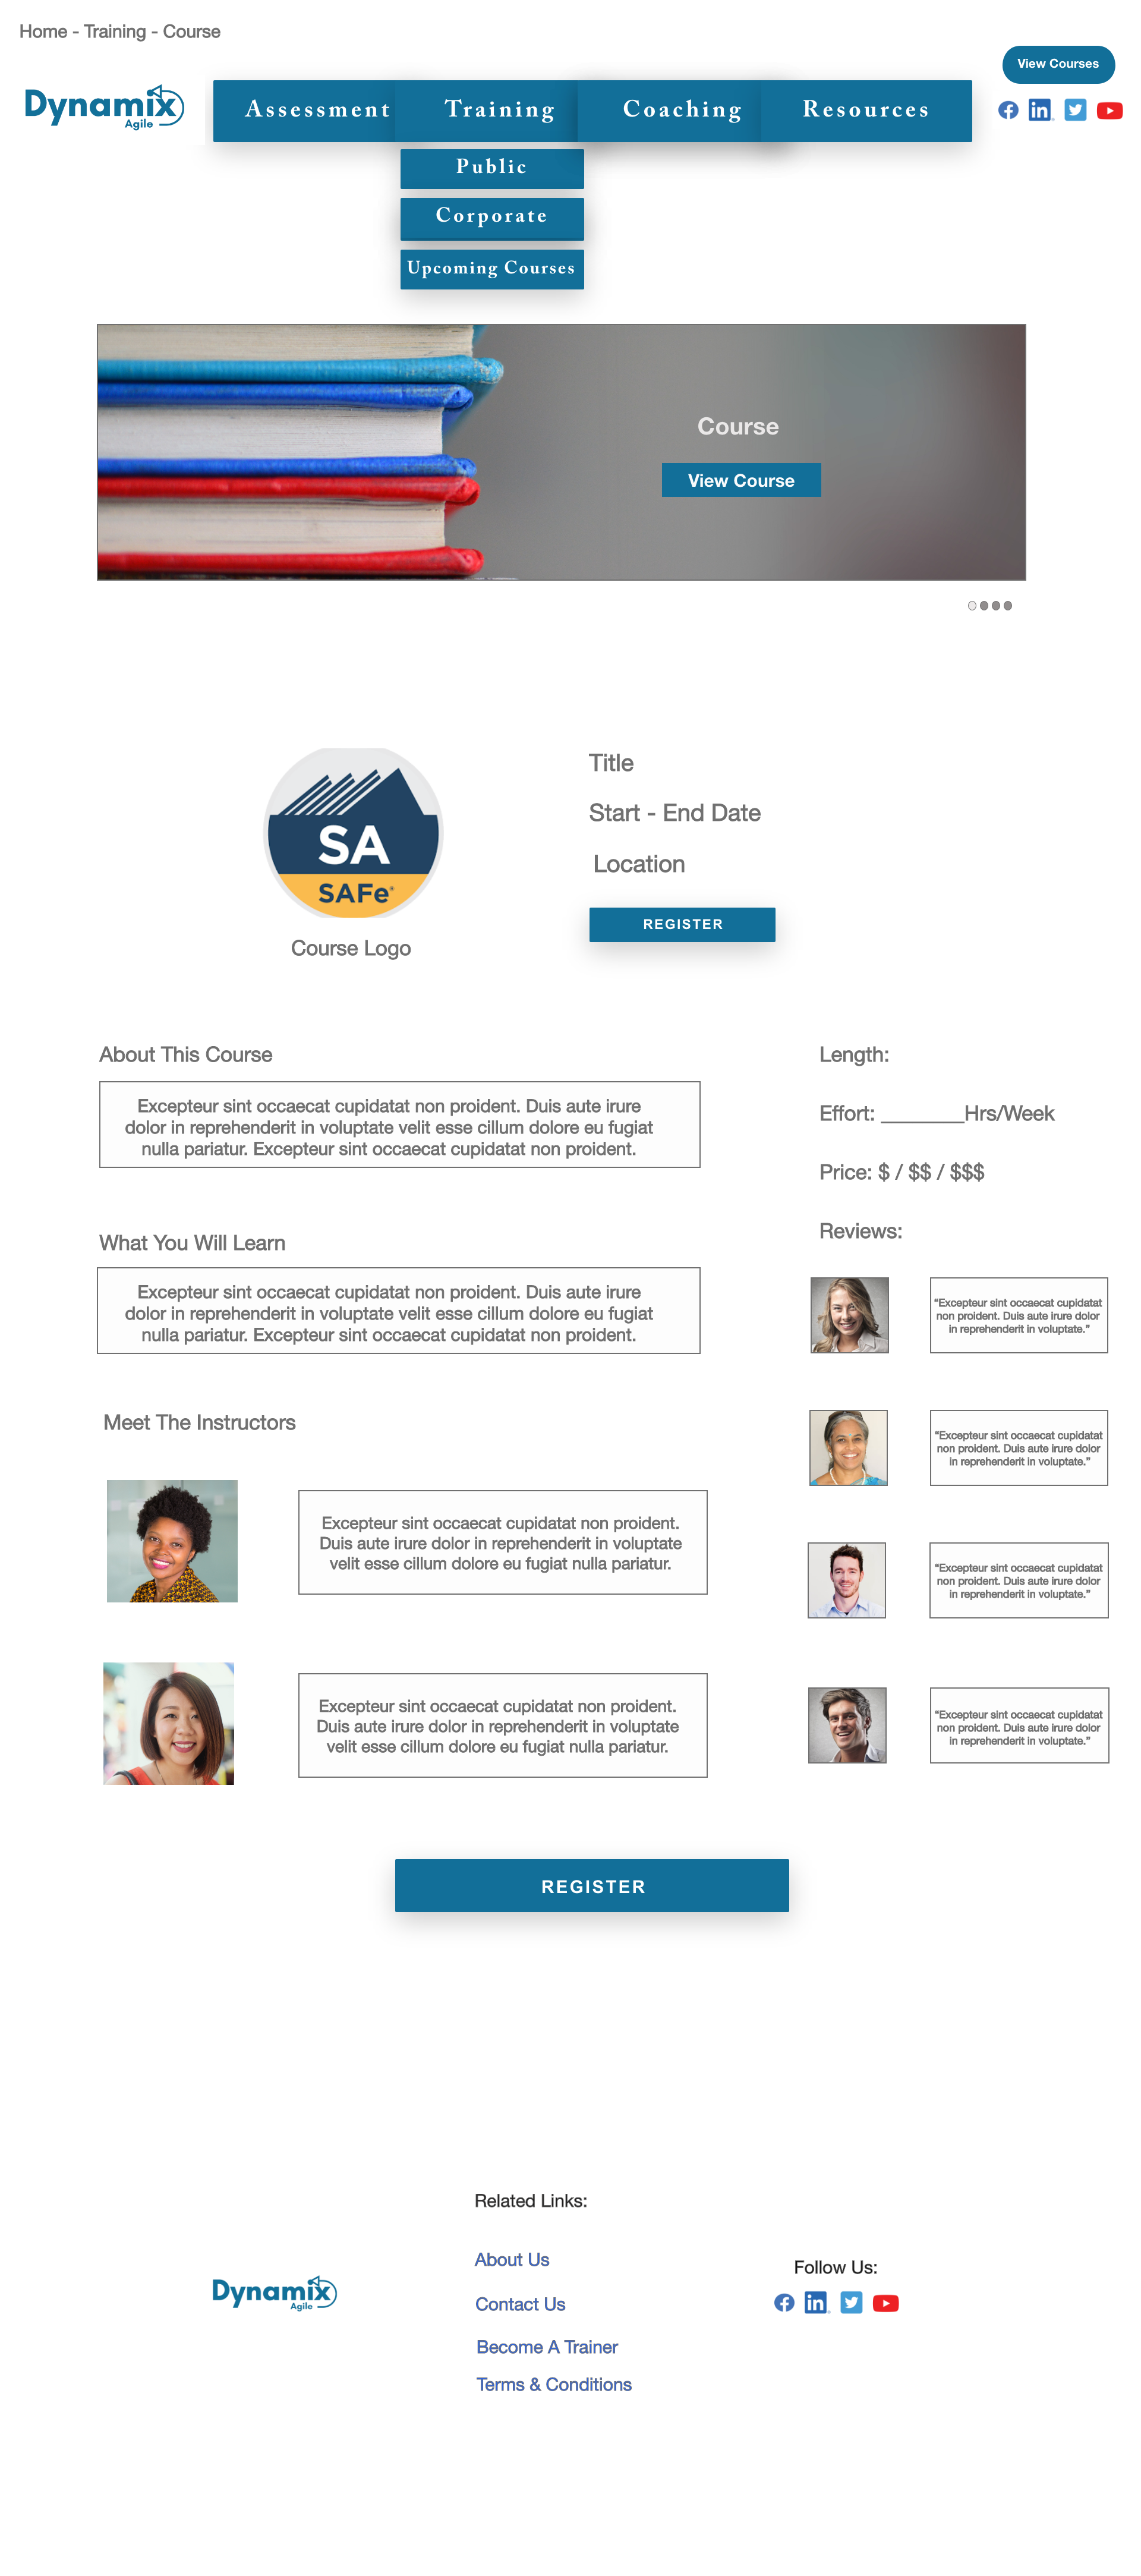 Home - Training - Course
View Courses
Dynamix
Agile
Assessment
Training
Coaching
Resources
in
Public
Corporate
Upcoming Courses
Course
View Course
SA
SAFe®
Course Logo
Title
Start - End Date
Location
REGISTER
About This Course
Excepteur sint occaecat cupidatat non proident. Duis aute irure
dolor in reprehenderit in voluptate velit esse cillum dolore eu fugiat
nulla pariatur. Excepteur sint occaecat cupidatat non proident.
What You Will Learn
Excepteur sint occaecat cupidatat non proident. Duis aute irure
dolor in reprehenderit in voluptate velit esse cillum dolore eu fugiat
nulla pariatur. Excepteur sint occaecat cupidatat non proident.
Meet The Instructors
Excepteur sint occaecat cupidatat non proident.
Duis aute irure dolor in reprehenderit in voluptate
velit esse cillum dolore eu fugiat nulla pariatur.
Excepteur sint occaecat cupidatat non proident.
Duis aute irure dolor in reprehenderit in voluptate
velit esse cillum dolore eu fugiat nulla pariatur.
Length:
Effort: ________Hrs/Week
Price: $ / $$ / $$$
Reviews:
“Excepteur sint occaecat cupidatat
non proident. Duis aute irure dolor
in reprehenderit in voluptate.”
“Excepteur sint occaecat cupidatat
non proident. Duis aute irure dolor
in reprehenderit in voluptate.”
“Excepteur sint occaecat cupidatat
non proident. Duis aute irure dolor
in reprehenderit in voluptate.”
“Excepteur sint occaecat cupidatat
non proident. Duis aute irure dolor
in reprehenderit in voluptate.”
REGISTER
Dynamix
Agile
Related Links:
About Us
Contact Us
Become A Trainer
Terms & Conditions
Follow Us:
in